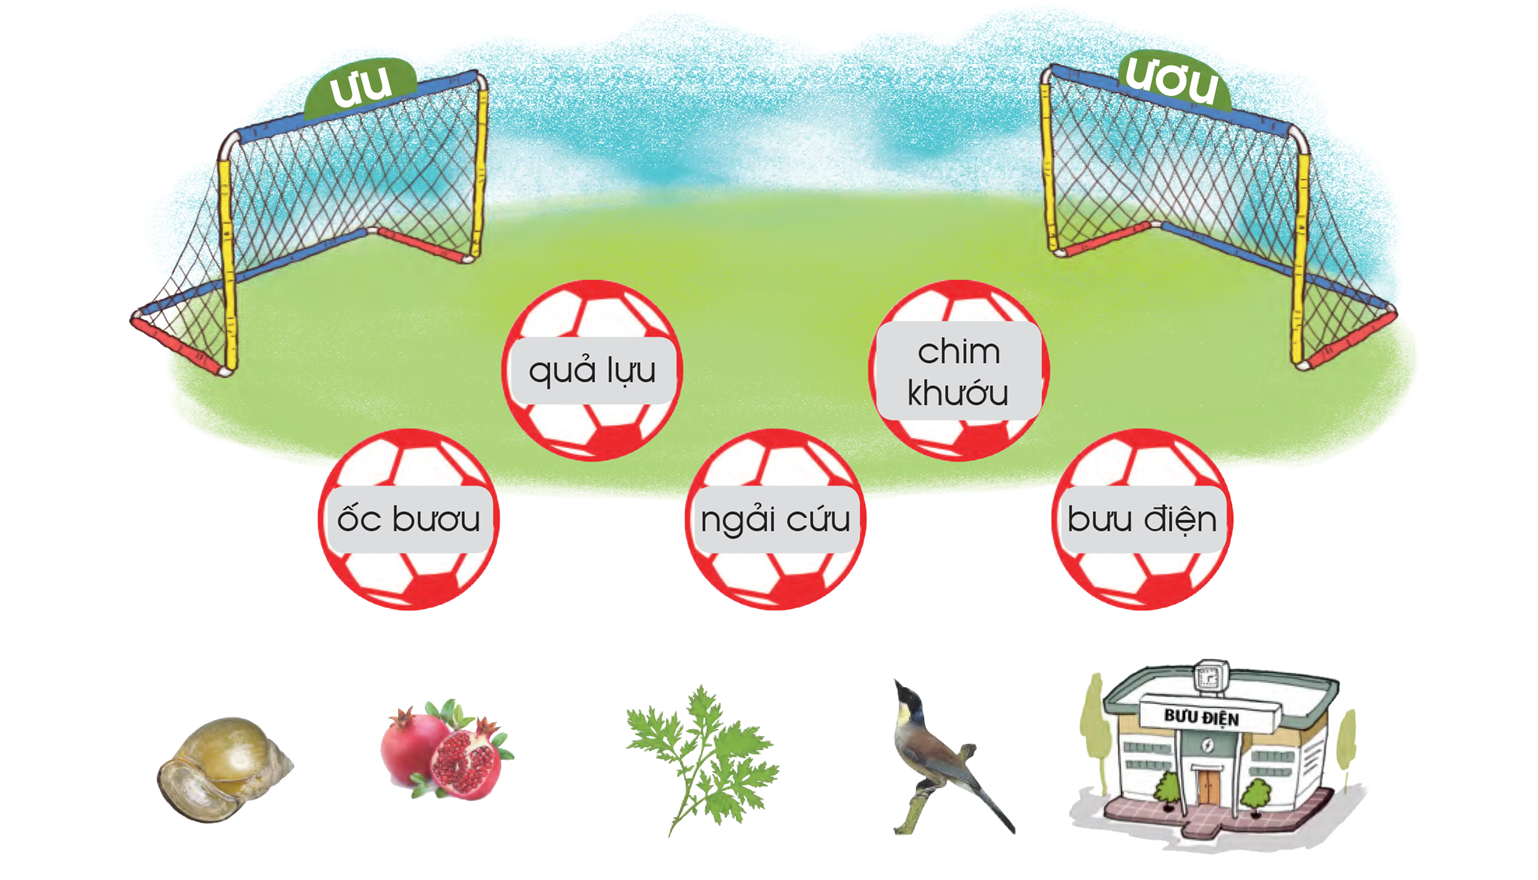 ưu
ươu
quả lựu
chim
khướu
ốc bươu
ngải cứu
bưu điện
BƯU ĐIỆN